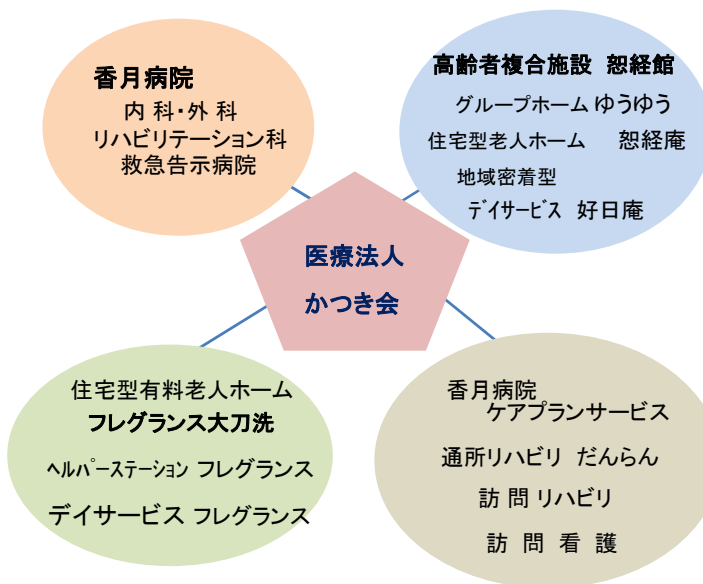 香月病院
内 科・外 科
リハビリテーション科
救急告示病院
高齢者複合施設 恕経館
グループホーム ゆうゆう
住宅型老人ホーム 恕経庵
地域密着型
デイサービス 好日庵
医療法人
かつき会
住宅型有料老人ホーム
フレグランス大刀洗
ヘルパーステーション フレグランス
デイサービス フレグランス
香月病院
ケアプランサービス
通所リハビリ だんらん
訪 問 リハビリ
訪 問 看 護